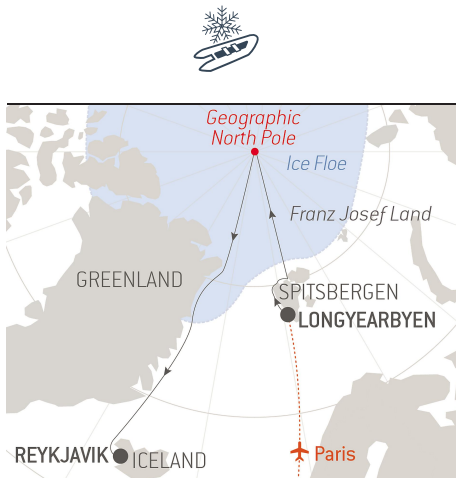 Geographic
North Pole
Ice Floe
Franz Josef Land
GREENLAND
SPITSBERGEN
LONGYEARBYEN
REYKJAVIK
ICELAND
Paris